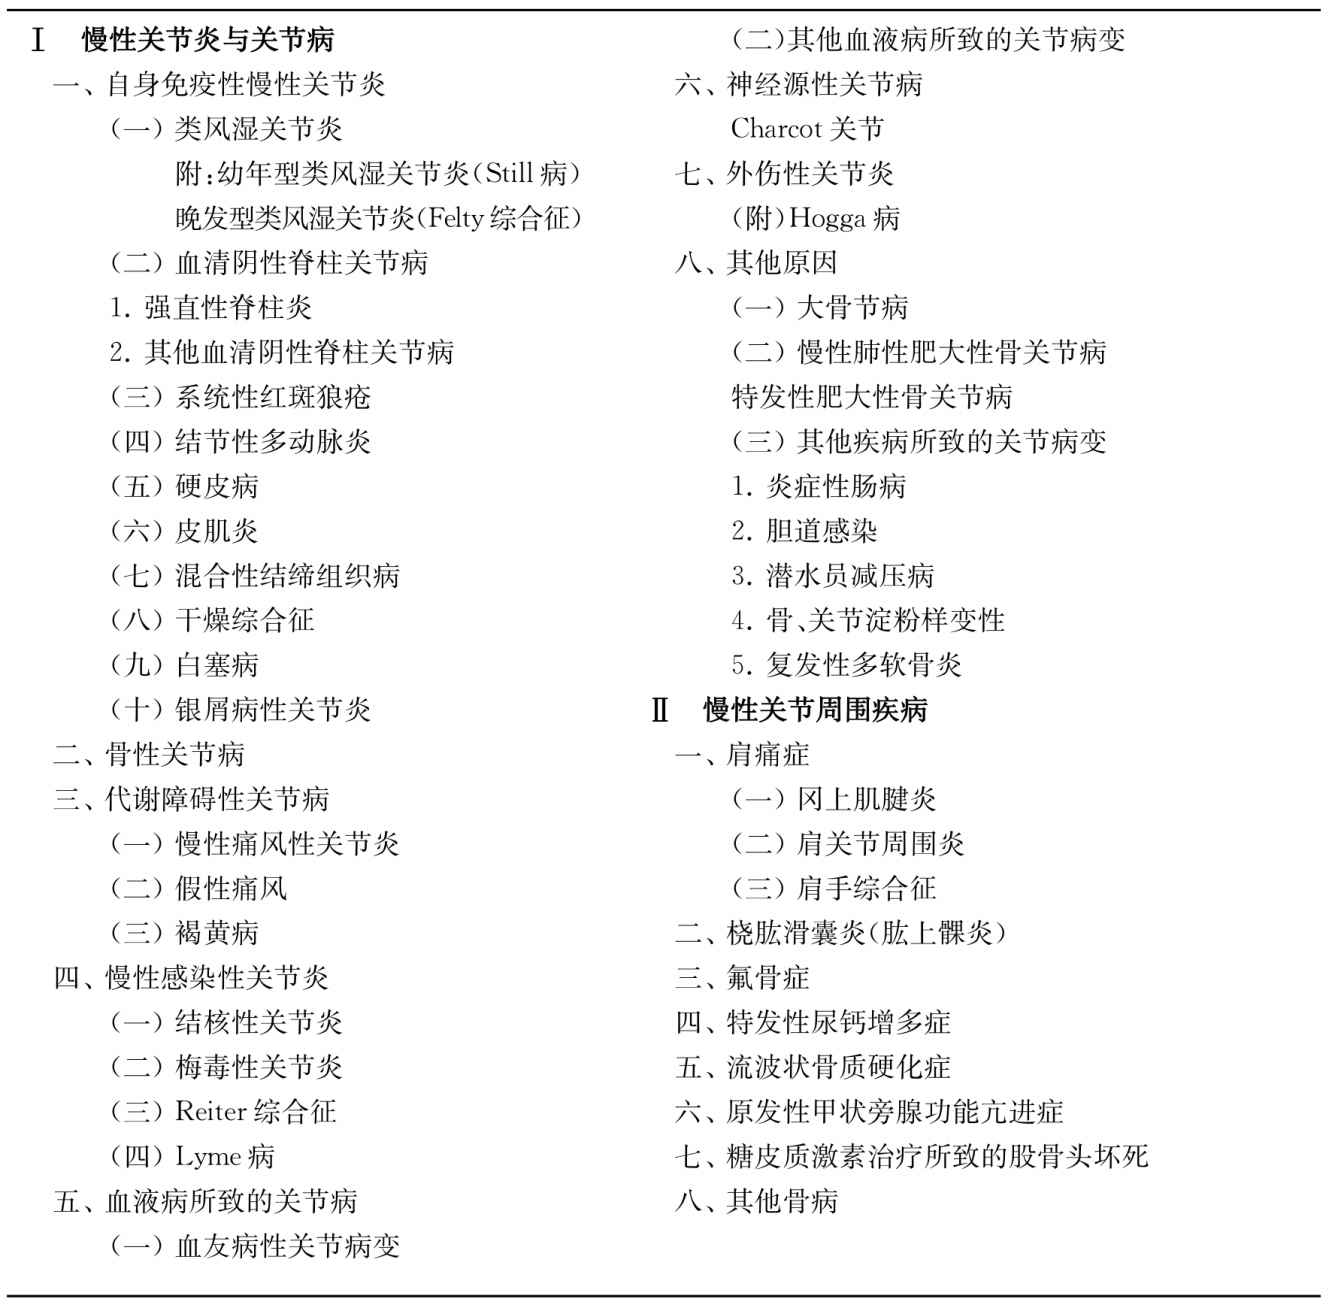 Ⅰ 慢性关节炎与关节病
一、自身免疫性慢性关节炎
(一) 类风湿关节炎
附:幼年型类风湿关节炎(Still 病)
晚发型类风湿关节炎(Felty 综合征)
(二) 血清阴性脊柱关节病
1. 强直性脊柱炎
2. 其他血清阴性脊柱关节病
(三) 系统性红斑狼疮
(四) 结节性多动脉炎
(五) 硬皮病
(六) 皮肌炎
(七) 混合性结缔组织病
(八) 干燥综合征
(九) 白塞病
(十) 银屑病性关节炎
二、骨性关节病
三、代谢障碍性关节病
(一) 慢性痛风性关节炎
(二) 假性痛风
(三) 褐黄病
四、慢性感染性关节炎
(一) 结核性关节炎
(二) 梅毒性关节炎
(三) Reiter 综合征
(四) Lyme 病
五、血液病所致的关节病
(一) 血友病性关节病变
(二)其他血液病所致的关节病变
六、神经源性关节病
Charcot 关节
七、外伤性关节炎
(附)Hogga 病
八、其他原因
(一) 大骨节病
(二) 慢性肺性肥大性骨关节病
特发性肥大性骨关节病
(三) 其他疾病所致的关节病变
1. 炎症性肠病
2. 胆道感染
3. 潜水员减压病
4. 骨、关节淀粉样变性
5. 复发性多软骨炎
Ⅱ 慢性关节周围疾病
一、肩痛症
(一) 冈上肌腱炎
(二) 肩关节周围炎
(三) 肩手综合征
二、桡肱滑囊炎(肱上髁炎)
三、氟骨症
四、特发性尿钙增多症
五、流波状骨质硬化症
六、原发性甲状旁腺功能亢进症
七、糖皮质激素治疗所致的股骨头坏死
八、其他骨病